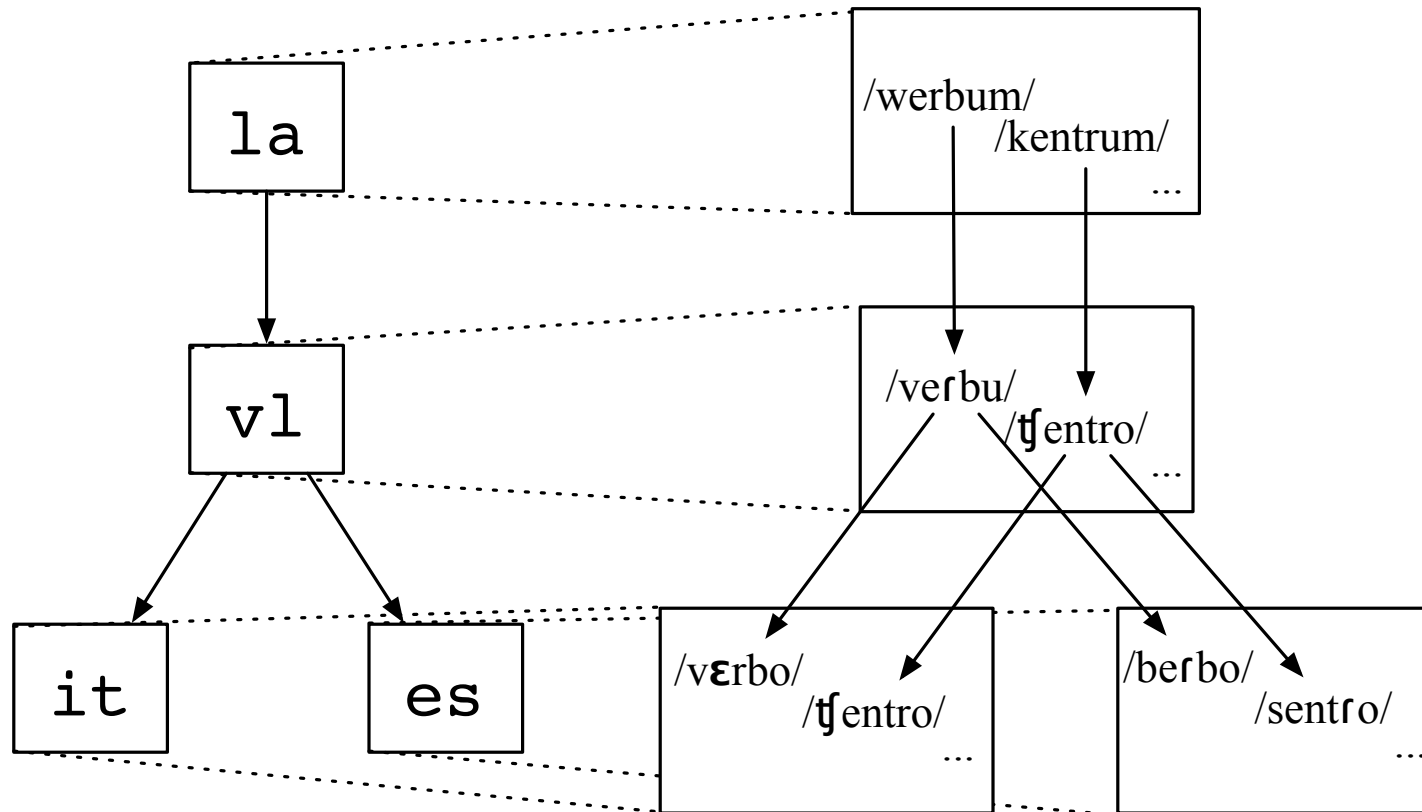 la
/werbum/
/kentrum/
...
vl
/veɾbu/
/ʧentro/
...
it
es
/vɛrbo/
/ʧentro/
...
/beɾbo/
/sentɾo/
...